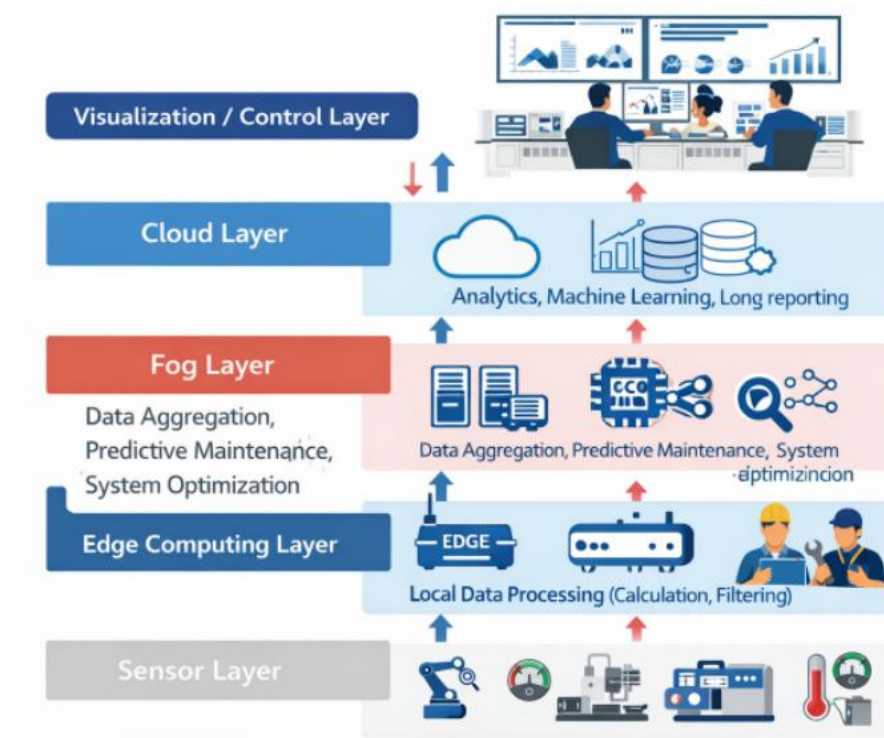 Visualization / Control Layer
Cloud Layer
Analytics, Machine Learning, Long reporting
Fog Layer
Data Aggregation,
Predictive Maintenance,
System Optimization
Data Aggregation, Predictive Maintenance, System
Edge Computing Layer
EDGE
Local Data Processing (Calculation, Filtering)
Sensor Layer